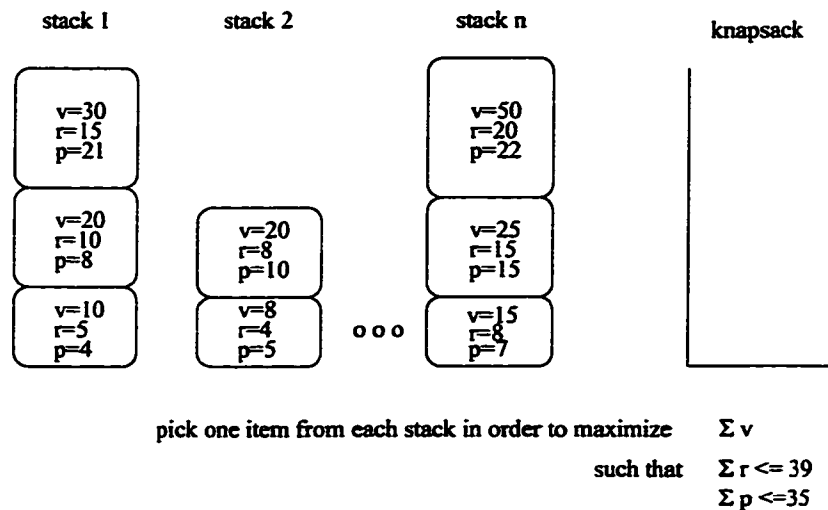 stack 1
stack 2
stack n
knapsack
v=30
r=15
p=21
v=20
r=10
p=8
v=10
r=5
p=4
v=20
r=8
p=10
v=8
r=4
p=5
o o o
v=50
r=20
p=22
v=25
r=15
p=15
v=15
r=8
p=7
pick one item from each stack in order to maximize Σ v
such that Σ r <= 39
Σ p <=35